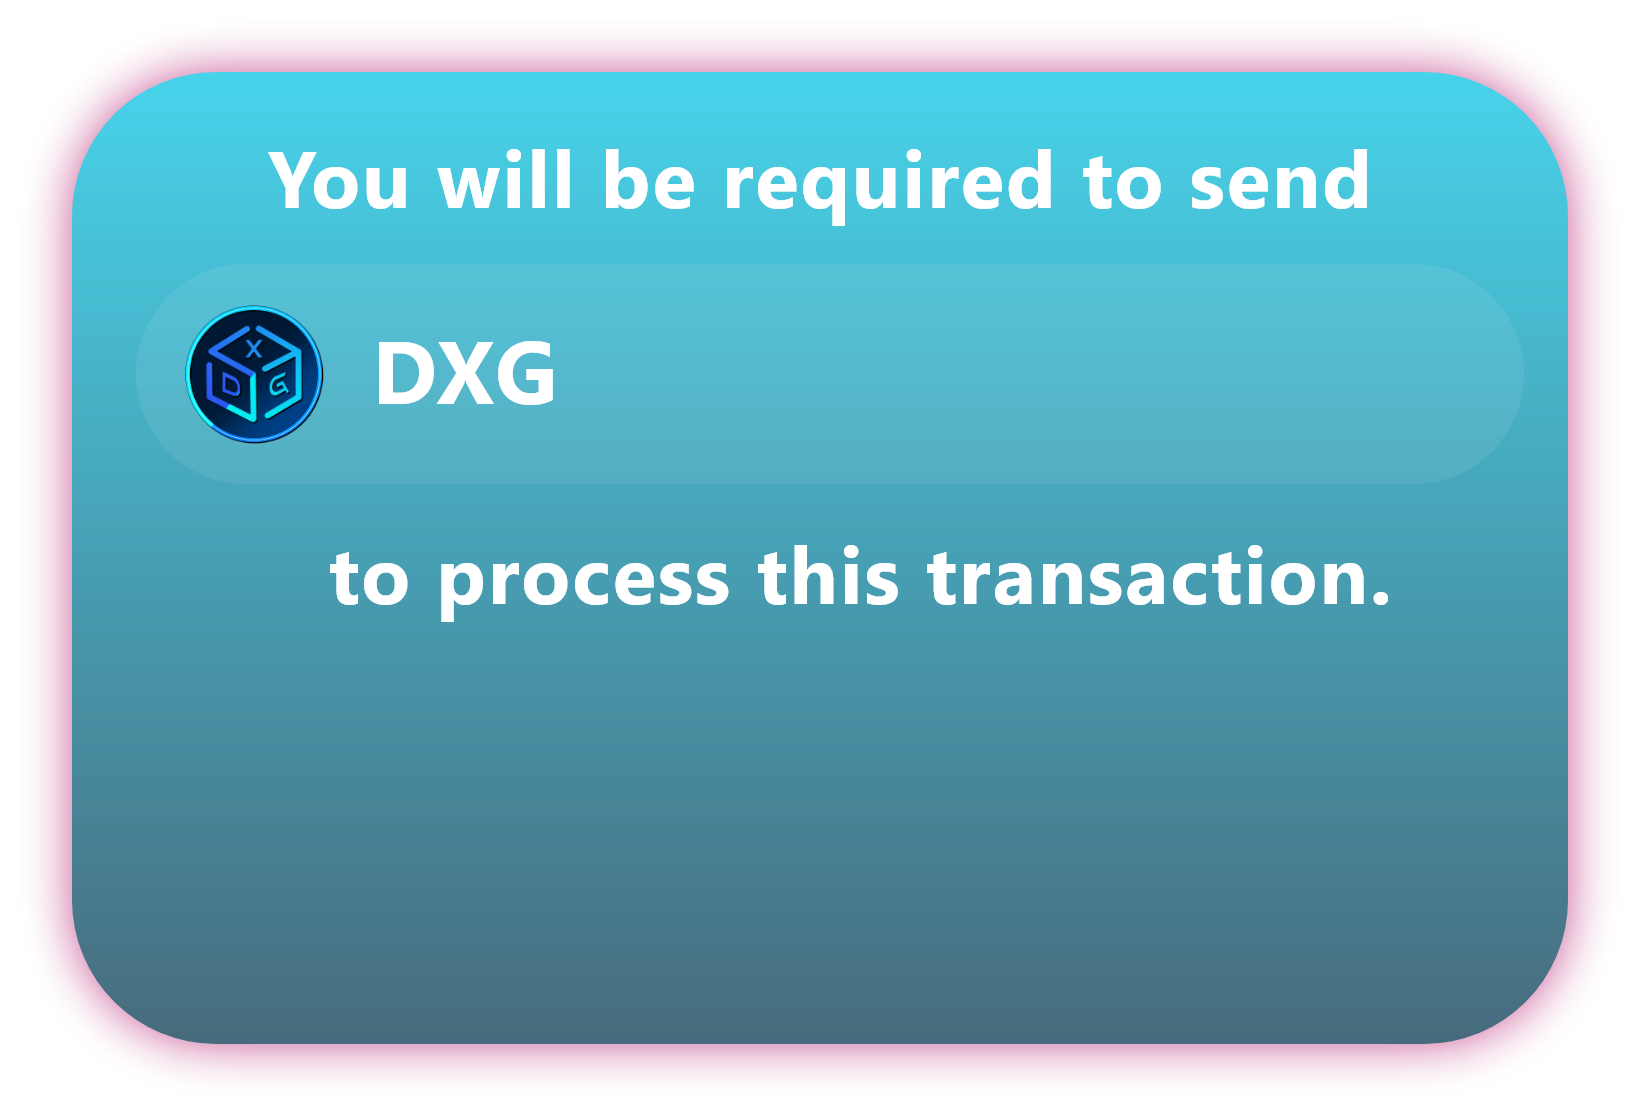 You will be required to send
X
D G
DXG
to process this transaction.